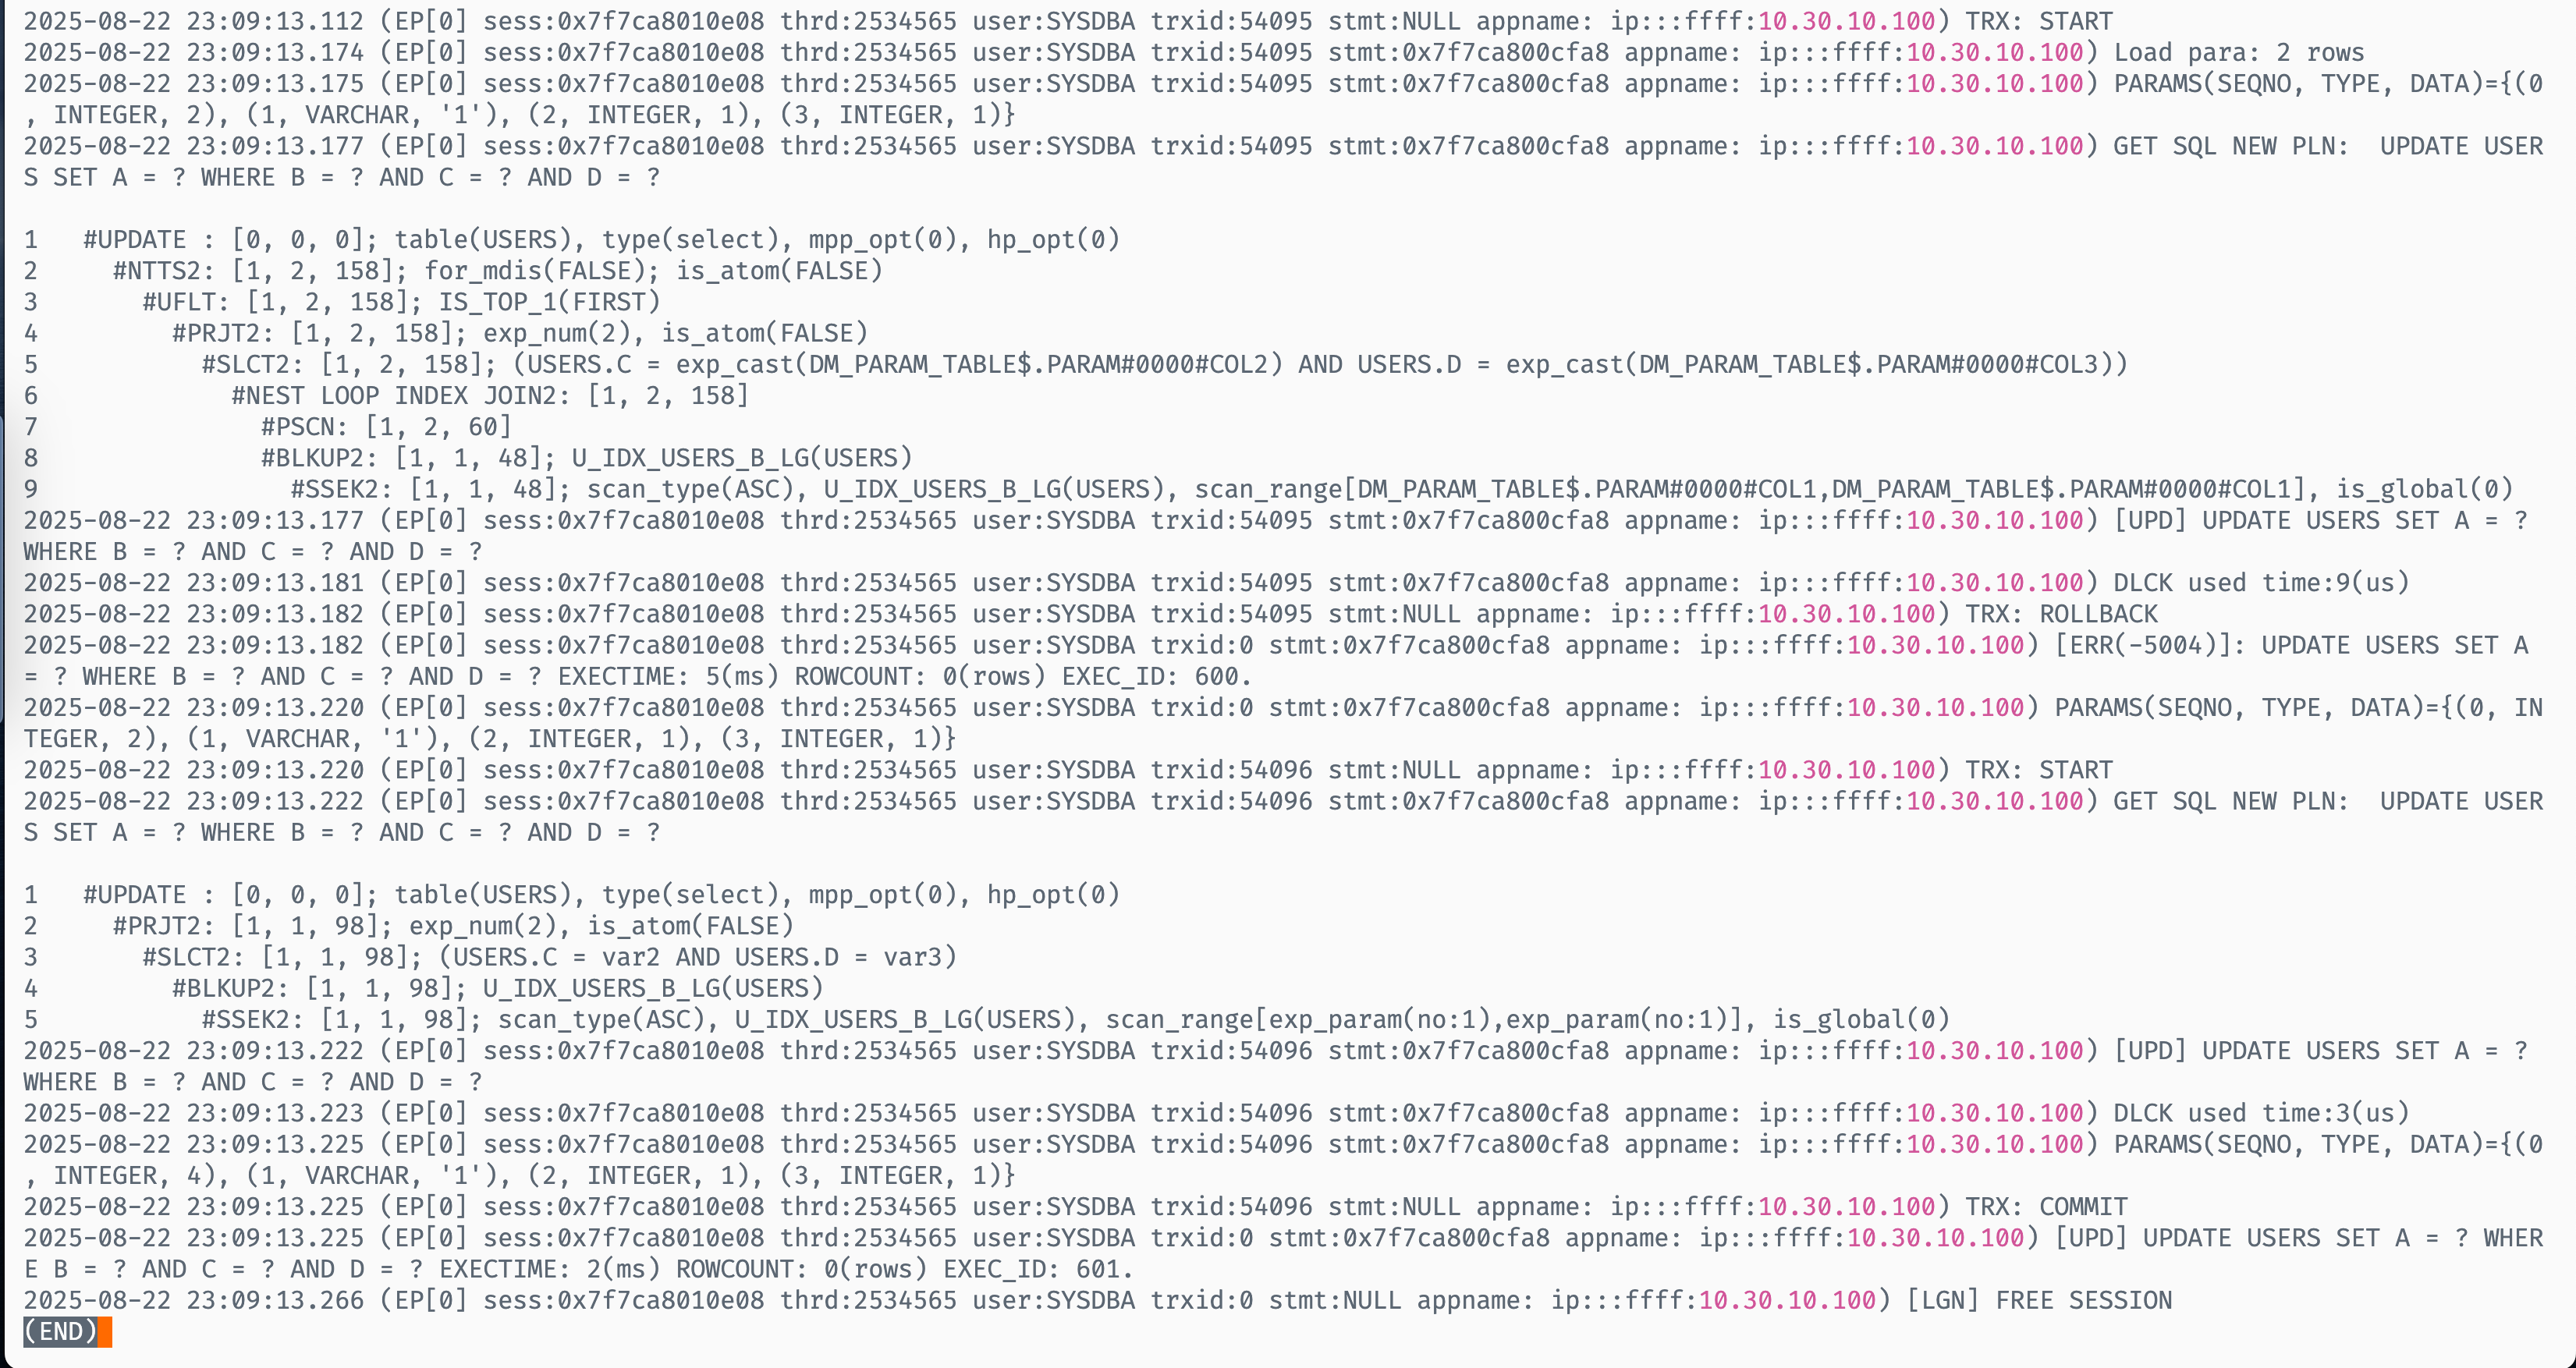 2025-08-22 23:09:13.112 (EP[0] sess:0x7f7ca8010e08 thrd:2534565 user:SYSDBA trxid:54095 stmt:NULL appname: ip:::ffff:10.30.10.100) TRX: START
2025-08-22 23:09:13.174 (EP[0] sess:0x7f7ca8010e08 thrd:2534565 user:SYSDBA trxid:54095 stmt:0x7f7ca800cfa8 appname: ip:::ffff:10.30.10.100) Load para: 2 rows
2025-08-22 23:09:13.175 (EP[0] sess:0x7f7ca8010e08 thrd:2534565 user:SYSDBA trxid:54095 stmt:0x7f7ca800cfa8 appname: ip:::ffff:10.30.10.100) PARAMS(SEQNO, TYPE, DATA)={(0
, INTEGER, 2), (1, VARCHAR, '1'), (2, INTEGER, 1), (3, INTEGER, 1)}
2025-08-22 23:09:13.177 (EP[0] sess:0x7f7ca8010e08 thrd:2534565 user:SYSDBA trxid:54095 stmt:0x7f7ca800cfa8 appname: ip:::ffff:10.30.10.100) GET SQL NEW PLN:  UPDATE USER
S SET A = ? WHERE B = ? AND C = ? AND D = ?

1   #UPDATE : [0, 0, 0]; table(USERS), type(select), mpp_opt(0), hp_opt(0)
2     #NTTS2: [1, 2, 158]; for_mdis(FALSE); is_atom(FALSE)
3       #UFLT: [1, 2, 158]; IS_TOP_1(FIRST)
4         #PRJT2: [1, 2, 158]; exp_num(2), is_atom(FALSE)
5           #SLCT2: [1, 2, 158]; (USERS.C = exp_cast(DM_PARAM_TABLE$.PARAM#0000#COL2) AND USERS.D = exp_cast(DM_PARAM_TABLE$.PARAM#0000#COL3))
6             #NEST LOOP INDEX JOIN2: [1, 2, 158]
7               #PSCN: [1, 2, 60]
8               #BLKUP2: [1, 1, 48]; U_IDX_USERS_B_LG(USERS)
9                 #SSEK2: [1, 1, 48]; scan_type(ASC), U_IDX_USERS_B_LG(USERS), scan_range[DM_PARAM_TABLE$.PARAM#0000#COL1,DM_PARAM_TABLE$.PARAM#0000#COL1], is_global(0)
2025-08-22 23:09:13.177 (EP[0] sess:0x7f7ca8010e08 thrd:2534565 user:SYSDBA trxid:54095 stmt:0x7f7ca800cfa8 appname: ip:::ffff:10.30.10.100) [UPD] UPDATE USERS SET A = ?
WHERE B = ? AND C = ? AND D = ?
2025-08-22 23:09:13.181 (EP[0] sess:0x7f7ca8010e08 thrd:2534565 user:SYSDBA trxid:54095 stmt:0x7f7ca800cfa8 appname: ip:::ffff:10.30.10.100) DLCK used time:9(us)
2025-08-22 23:09:13.182 (EP[0] sess:0x7f7ca8010e08 thrd:2534565 user:SYSDBA trxid:54095 stmt:NULL appname: ip:::ffff:10.30.10.100) TRX: ROLLBACK
2025-08-22 23:09:13.182 (EP[0] sess:0x7f7ca8010e08 thrd:2534565 user:SYSDBA trxid:0 stmt:0x7f7ca800cfa8 appname: ip:::ffff:10.30.10.100) [ERR(-5004)]: UPDATE USERS SET A
= ? WHERE B = ? AND C = ? AND D = ? EXECTIME: 5(ms) ROWCOUNT: 0(rows) EXEC_ID: 600.
2025-08-22 23:09:13.220 (EP[0] sess:0x7f7ca8010e08 thrd:2534565 user:SYSDBA trxid:0 stmt:0x7f7ca800cfa8 appname: ip:::ffff:10.30.10.100) PARAMS(SEQNO, TYPE, DATA)={(0, IN
TEGER, 2), (1, VARCHAR, '1'), (2, INTEGER, 1), (3, INTEGER, 1)}
2025-08-22 23:09:13.220 (EP[0] sess:0x7f7ca8010e08 thrd:2534565 user:SYSDBA trxid:54096 stmt:NULL appname: ip:::ffff:10.30.10.100) TRX: START
2025-08-22 23:09:13.222 (EP[0] sess:0x7f7ca8010e08 thrd:2534565 user:SYSDBA trxid:54096 stmt:0x7f7ca800cfa8 appname: ip:::ffff:10.30.10.100) GET SQL NEW PLN:  UPDATE USER
S SET A = ? WHERE B = ? AND C = ? AND D = ?

1   #UPDATE : [0, 0, 0]; table(USERS), type(select), mpp_opt(0), hp_opt(0)
2     #PRJT2: [1, 1, 98]; exp_num(2), is_atom(FALSE)
3       #SLCT2: [1, 1, 98]; (USERS.C = var2 AND USERS.D = var3)
4         #BLKUP2: [1, 1, 98]; U_IDX_USERS_B_LG(USERS)
5           #SSEK2: [1, 1, 98]; scan_type(ASC), U_IDX_USERS_B_LG(USERS), scan_range[exp_param(no:1),exp_param(no:1)], is_global(0)
2025-08-22 23:09:13.222 (EP[0] sess:0x7f7ca8010e08 thrd:2534565 user:SYSDBA trxid:54096 stmt:0x7f7ca800cfa8 appname: ip:::ffff:10.30.10.100) [UPD] UPDATE USERS SET A = ?
WHERE B = ? AND C = ? AND D = ?
2025-08-22 23:09:13.223 (EP[0] sess:0x7f7ca8010e08 thrd:2534565 user:SYSDBA trxid:54096 stmt:0x7f7ca800cfa8 appname: ip:::ffff:10.30.10.100) DLCK used time:3(us)
2025-08-22 23:09:13.225 (EP[0] sess:0x7f7ca8010e08 thrd:2534565 user:SYSDBA trxid:54096 stmt:0x7f7ca800cfa8 appname: ip:::ffff:10.30.10.100) PARAMS(SEQNO, TYPE, DATA)={(0
, INTEGER, 4), (1, VARCHAR, '1'), (2, INTEGER, 1), (3, INTEGER, 1)}
2025-08-22 23:09:13.225 (EP[0] sess:0x7f7ca8010e08 thrd:2534565 user:SYSDBA trxid:54096 stmt:NULL appname: ip:::ffff:10.30.10.100) TRX: COMMIT
2025-08-22 23:09:13.225 (EP[0] sess:0x7f7ca8010e08 thrd:2534565 user:SYSDBA trxid:0 stmt:0x7f7ca800cfa8 appname: ip:::ffff:10.30.10.100) [UPD] UPDATE USERS SET A = ? WHER
E B = ? AND C = ? AND D = ? EXECTIME: 2(ms) ROWCOUNT: 0(rows) EXEC_ID: 601.
2025-08-22 23:09:13.266 (EP[0] sess:0x7f7ca8010e08 thrd:2534565 user:SYSDBA trxid:0 stmt:NULL appname: ip:::ffff:10.30.10.100) [LGN] FREE SESSION
(END)